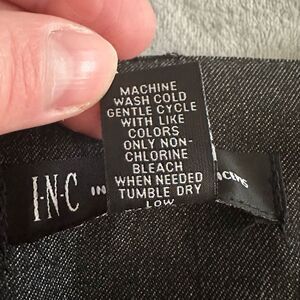 MACHINE
WASH COLD
GENTLE CYCLE
WITH LIKE
COLORS
ONLY NON-
CHLORINE
BLEACH
WHEN NEEDED
TUMBLE DRY
LOW
I·N·C